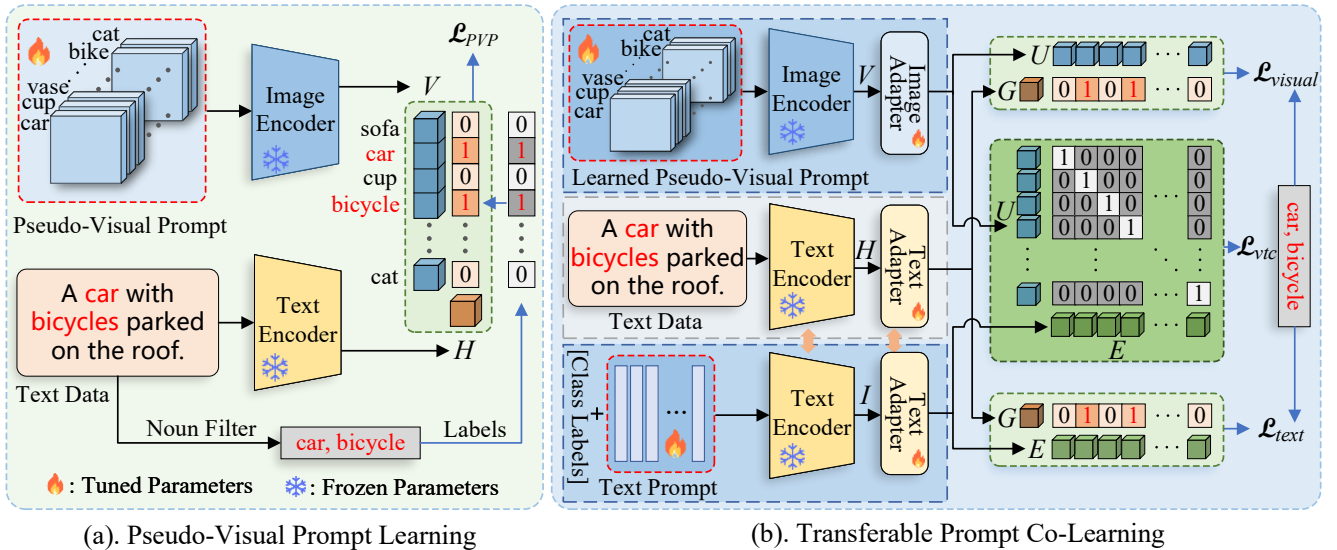 cat
bike
vase
cup
car
Pseudo-Visual Prompt
Image
Encoder
V
𝓛PVP
sofa 0 0
car 1 1
cup 0 0
bicycle 1 1
cat 0 0
A car with
bicycles parked
on the roof.
Text Data
Text
Encoder
H
Noun Filter
car, bicycle
Labels
: Tuned Parameters
: Frozen Parameters
(a). Pseudo-Visual Prompt Learning
cat
bike
vase
cup
car
Learned Pseudo-Visual Prompt
Image
Encoder
V
Image
Adapter
A car with
bicycles parked
on the roof.
Text Data
Text
Encoder
H
Text
Adapter
[Class Labels]
+
...
Text Prompt
Text
Encoder
I
Text
Adapter
U
G 0 1 0 1 ... 0
𝓛visual
U
1 0 0 0 0
0 1 0 0 0
0 0 1 0 0
0 0 0 1 0
0 0 0 0 ... 1
E
𝓛vtc
car, bicycle
G 0 1 0 1 ... 0
E
𝓛text
(b). Transferable Prompt Co-Learning